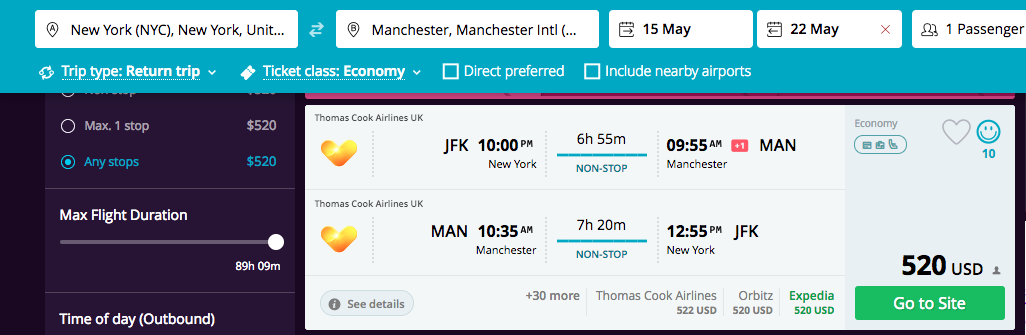 A New York (NYC), New York, Unit...
B Manchester, Manchester Intl (...
15 May
22 May
1 Passenger
Trip type: Return trip
Ticket class: Economy
Direct preferred
Include nearby airports
$520
Max. 1 stop $520
Any stops $520
Max Flight Duration
89h 09m
Time of day (Outbound)
Thomas Cook Airlines UK
JFK 10:00 PM
New York
6h 55m
NON-STOP
09:55 AM +1 MAN
Manchester
Thomas Cook Airlines UK
MAN 10:35 AM
Manchester
7h 20m
NON-STOP
12:55 PM JFK
New York
See details
+30 more
Thomas Cook Airlines
522 USD
Orbitz
520 USD
Expedia
520 USD
Economy
10
520 USD
Go to Site